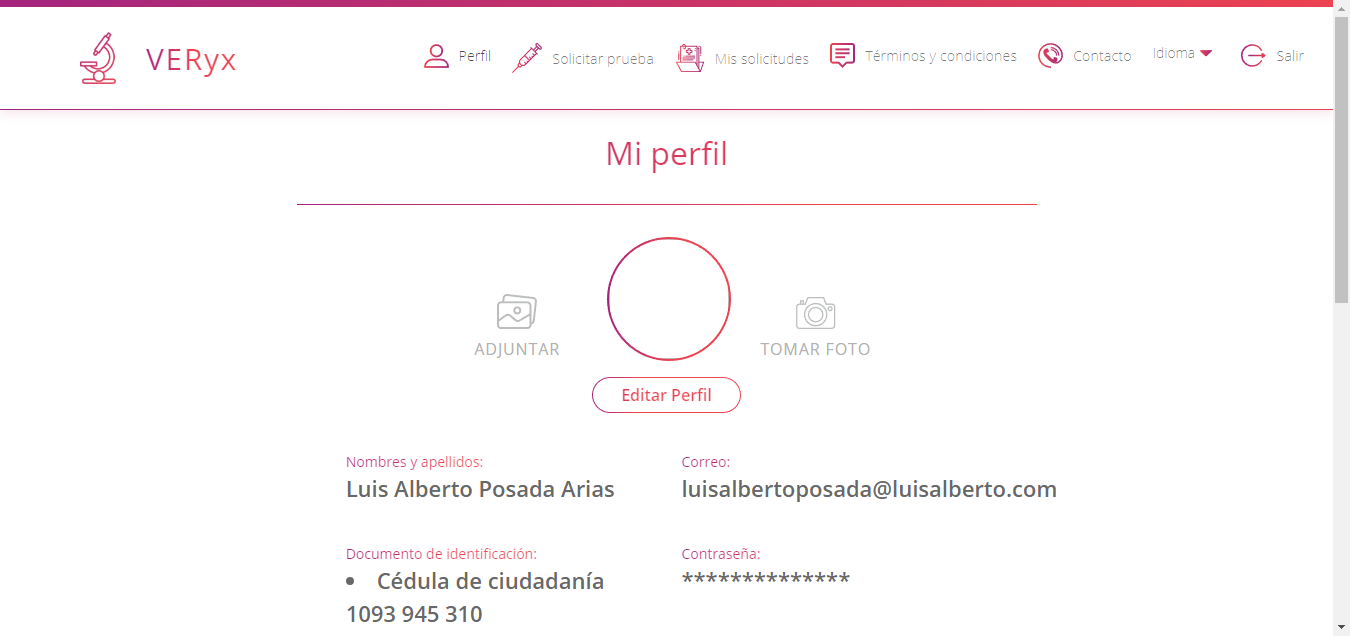 VERyx
Perfil
Solicitar prueba
Mis solicitudes
Términos y condiciones
Contacto
Idioma
Salir
Mi perfil
ADJUNTAR
TOMAR FOTO
Editar Perfil
Nombres y apellidos:
Luis Alberto Posada Arias
Correo:
luisalbertoposada@luisalberto.com
Documento de identificación:
• Cédula de ciudadanía
1093 945 310
Contraseña:
**************